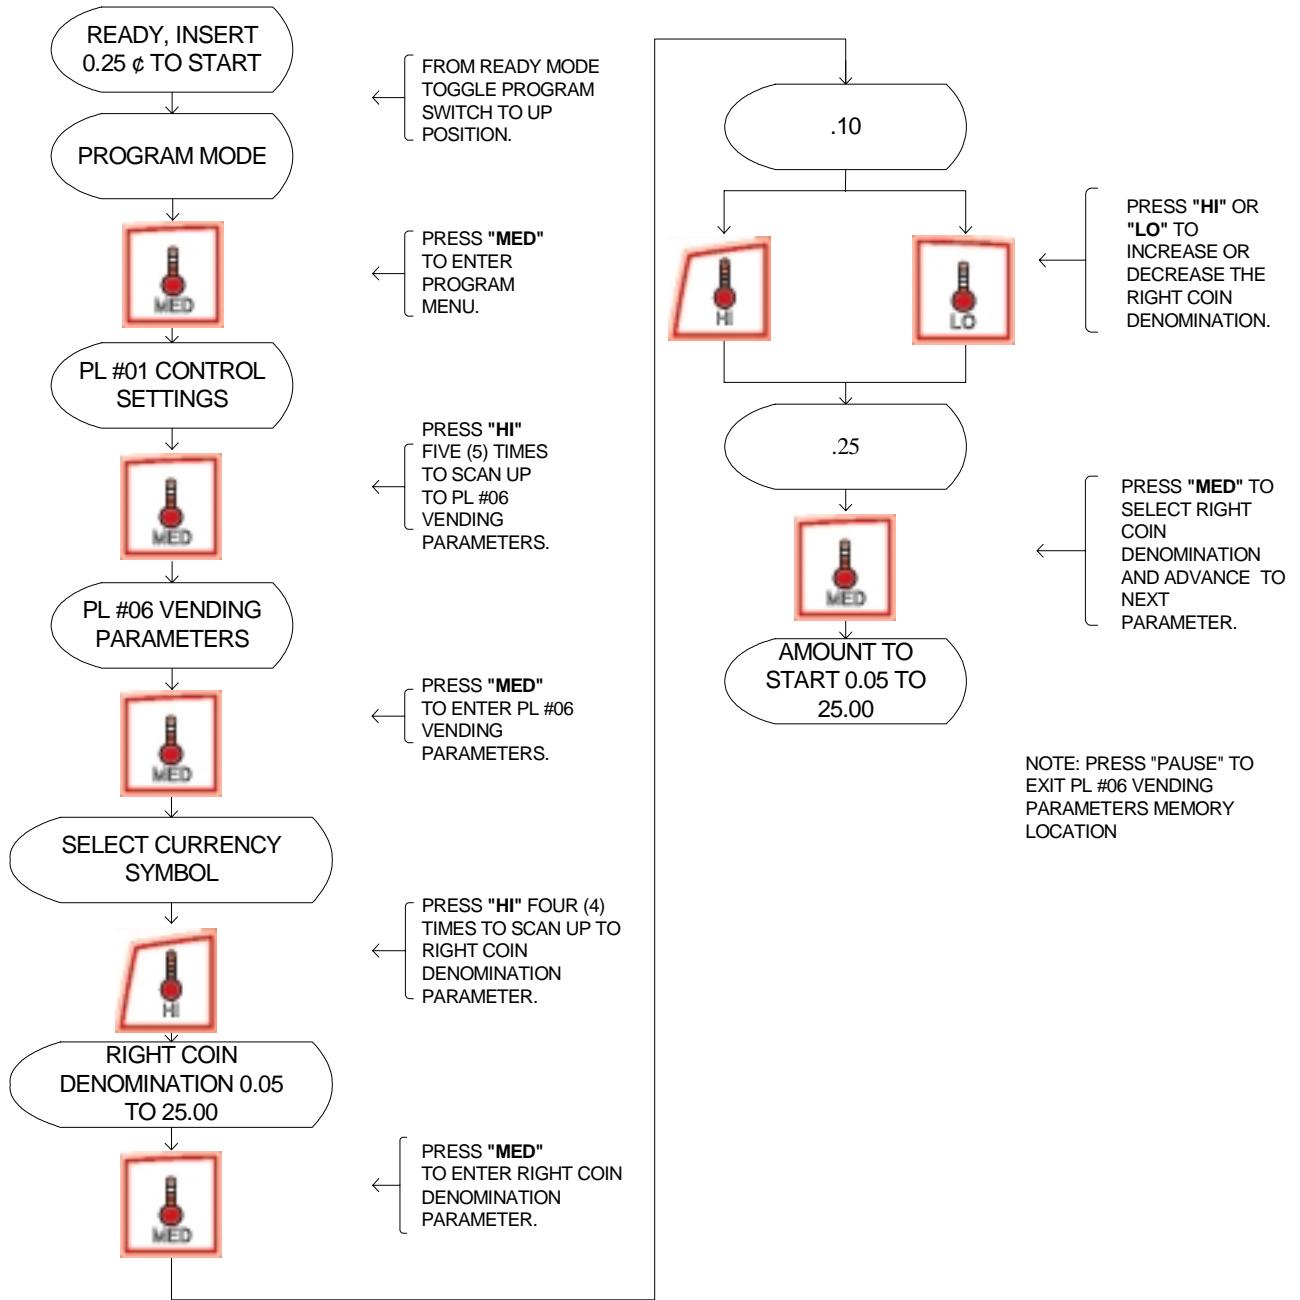 READY, INSERT
0.25 ¢ TO START
FROM READY MODE
TOGGLE PROGRAM
SWITCH TO UP
POSITION.
PROGRAM MODE
MED
PRESS "MED"
TO ENTER
PROGRAM
MENU.
PL #01 CONTROL
SETTINGS
MED
PRESS "HI"
FIVE (5) TIMES
TO SCAN UP
TO PL #06
VENDING
PARAMETERS.
PL #06 VENDING
PARAMETERS
MED
PRESS "MED"
TO ENTER PL #06
VENDING
PARAMETERS.
SELECT CURRENCY
SYMBOL
HI
PRESS "HI" FOUR (4)
TIMES TO SCAN UP TO
RIGHT COIN
DENOMINATION
PARAMETER.
RIGHT COIN
DENOMINATION 0.05
TO 25.00
MED
PRESS "MED"
TO ENTER RIGHT COIN
DENOMINATION
PARAMETER.
.10
HI
LO
PRESS "HI" OR
"LO" TO
INCREASE OR
DECREASE THE
RIGHT COIN
DENOMINATION.
.25
MED
PRESS "MED" TO
SELECT RIGHT
COIN
DENOMINATION
AND ADVANCE TO
NEXT
PARAMETER.
AMOUNT TO
START 0.05 TO
25.00
NOTE: PRESS "PAUSE" TO
EXIT PL #06 VENDING
PARAMETERS MEMORY
LOCATION